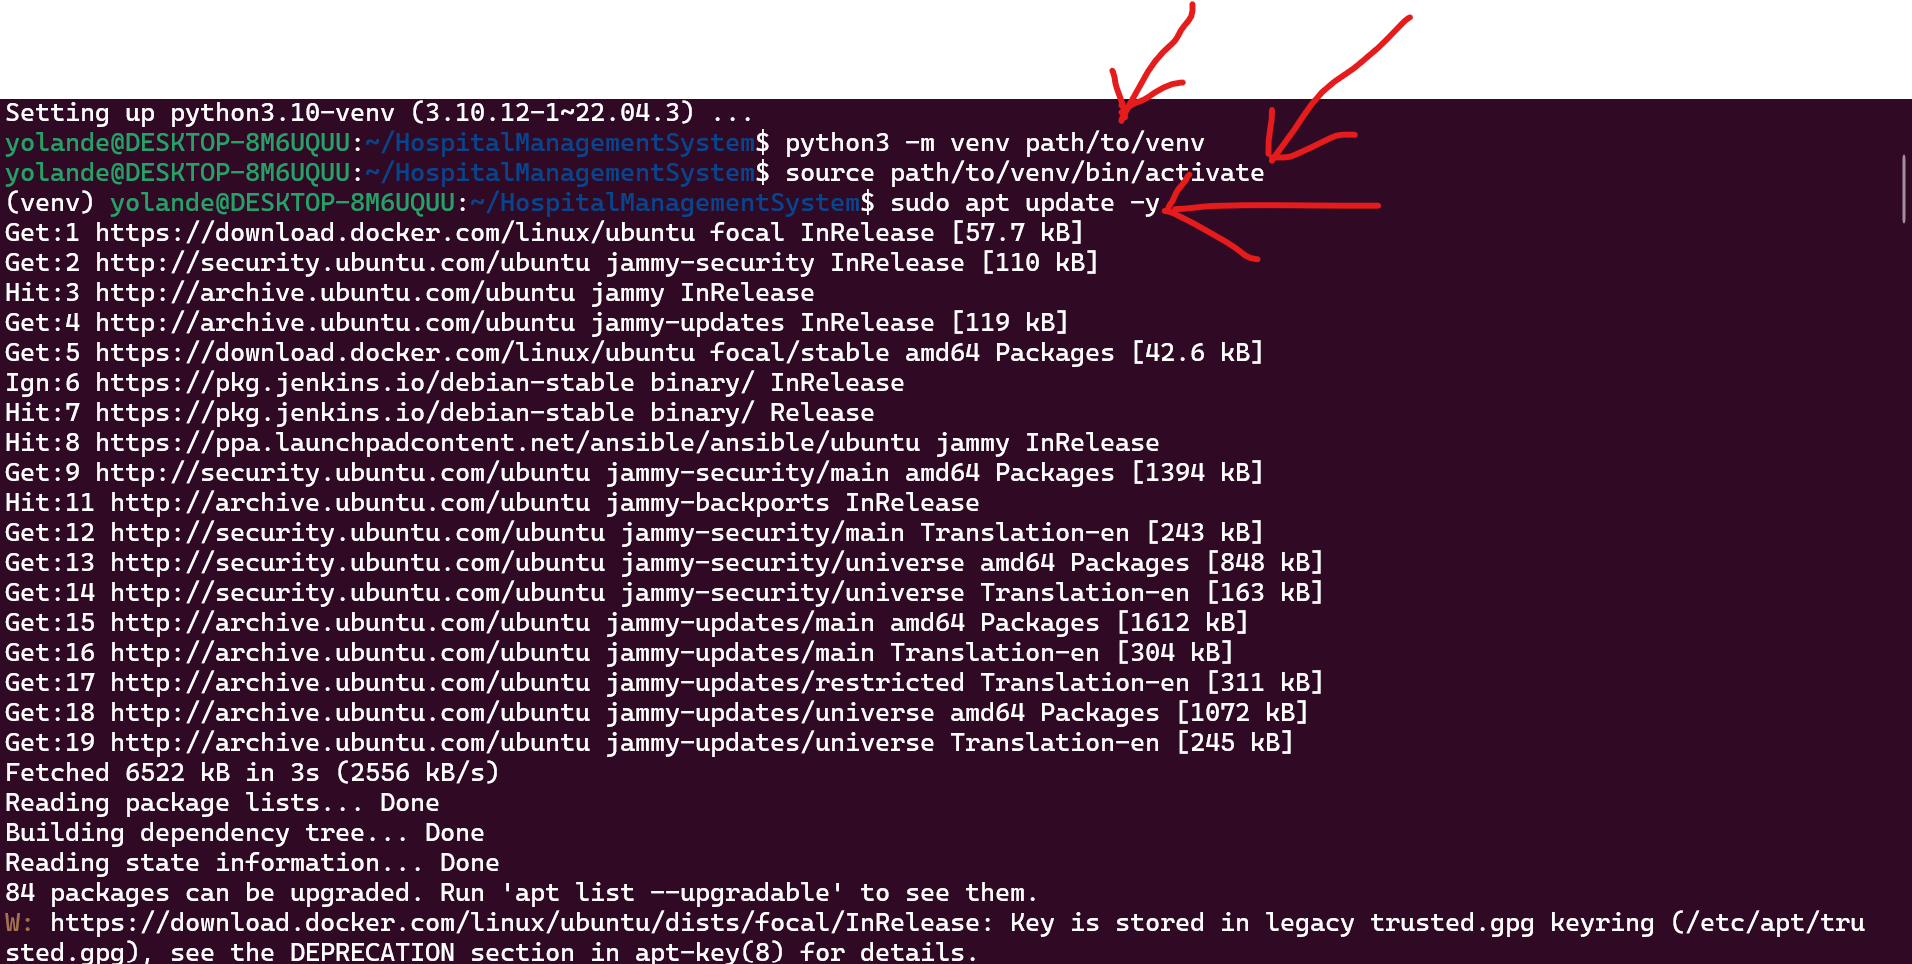 Setting up python3.10-venv (3.10.12-1~22.04.3) ...
yolande@DESKTOP-8M6UQUU:~/HospitalManagementSystem$ python3 -m venv path/to/venv
yolande@DESKTOP-8M6UQUU:~/HospitalManagementSystem$ source path/to/venv/bin/activate
(venv) yolande@DESKTOP-8M6UQUU:~/HospitalManagementSystem$ sudo apt update -y
Get:1 https://download.docker.com/linux/ubuntu focal InRelease [57.7 kB]
Get:2 http://security.ubuntu.com/ubuntu jammy-security InRelease [110 kB]
Hit:3 http://archive.ubuntu.com/ubuntu jammy InRelease
Get:4 http://archive.ubuntu.com/ubuntu jammy-updates InRelease [119 kB]
Get:5 https://download.docker.com/linux/ubuntu focal/stable amd64 Packages [42.6 kB]
Ign:6 https://pkg.jenkins.io/debian-stable binary/ InRelease
Hit:7 https://pkg.jenkins.io/debian-stable binary/ Release
Hit:8 https://ppa.launchpadcontent.net/ansible/ansible/ubuntu jammy InRelease
Get:9 http://security.ubuntu.com/ubuntu jammy-security/main amd64 Packages [1394 kB]
Hit:11 http://archive.ubuntu.com/ubuntu jammy-backports InRelease
Get:12 http://security.ubuntu.com/ubuntu jammy-security/main Translation-en [243 kB]
Get:13 http://security.ubuntu.com/ubuntu jammy-security/universe amd64 Packages [848 kB]
Get:14 http://security.ubuntu.com/ubuntu jammy-security/universe Translation-en [163 kB]
Get:15 http://archive.ubuntu.com/ubuntu jammy-updates/main amd64 Packages [1612 kB]
Get:16 http://archive.ubuntu.com/ubuntu jammy-updates/main Translation-en [304 kB]
Get:17 http://archive.ubuntu.com/ubuntu jammy-updates/restricted Translation-en [311 kB]
Get:18 http://archive.ubuntu.com/ubuntu jammy-updates/universe amd64 Packages [1072 kB]
Get:19 http://archive.ubuntu.com/ubuntu jammy-updates/universe Translation-en [245 kB]
Fetched 6522 kB in 3s (2556 kB/s)
Reading package lists... Done
Building dependency tree... Done
Reading state information... Done
84 packages can be upgraded. Run 'apt list --upgradable' to see them.
W: https://download.docker.com/linux/ubuntu/dists/focal/InRelease: Key is stored in legacy trusted.gpg keyring (/etc/apt/tru
sted.gpg), see the DEPRECATION section in apt-key(8) for details.